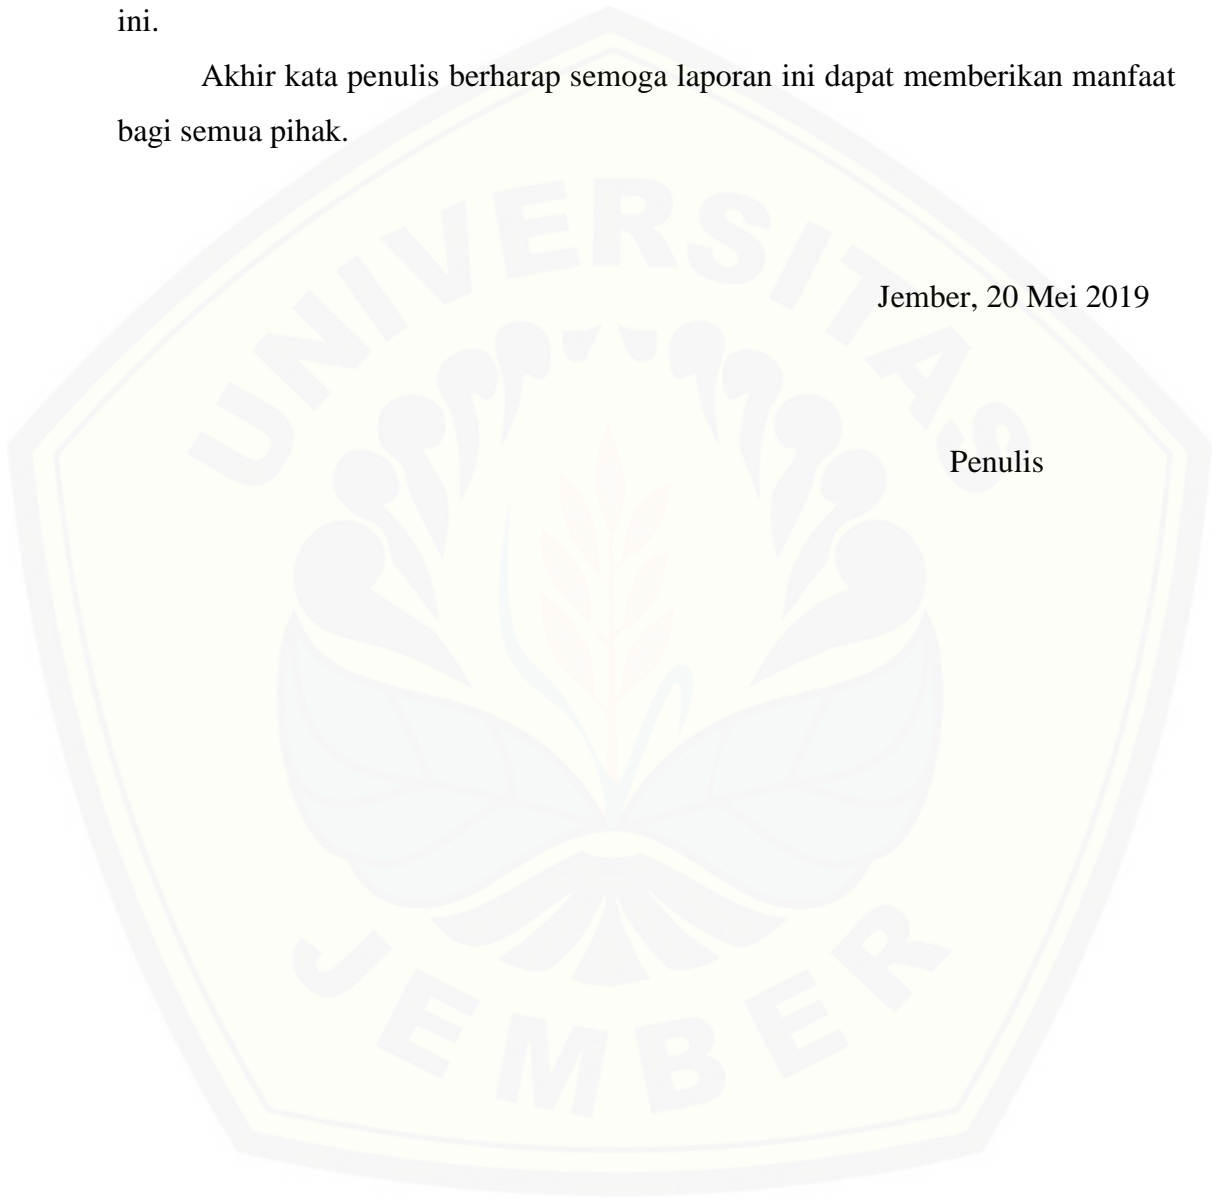 ini.
Akhir kata penulis berharap semoga laporan ini dapat memberikan manfaat
bagi semua pihak.
UNIVERSITAS
Jember, 20 Mei 2019
Penulis
JEMBER